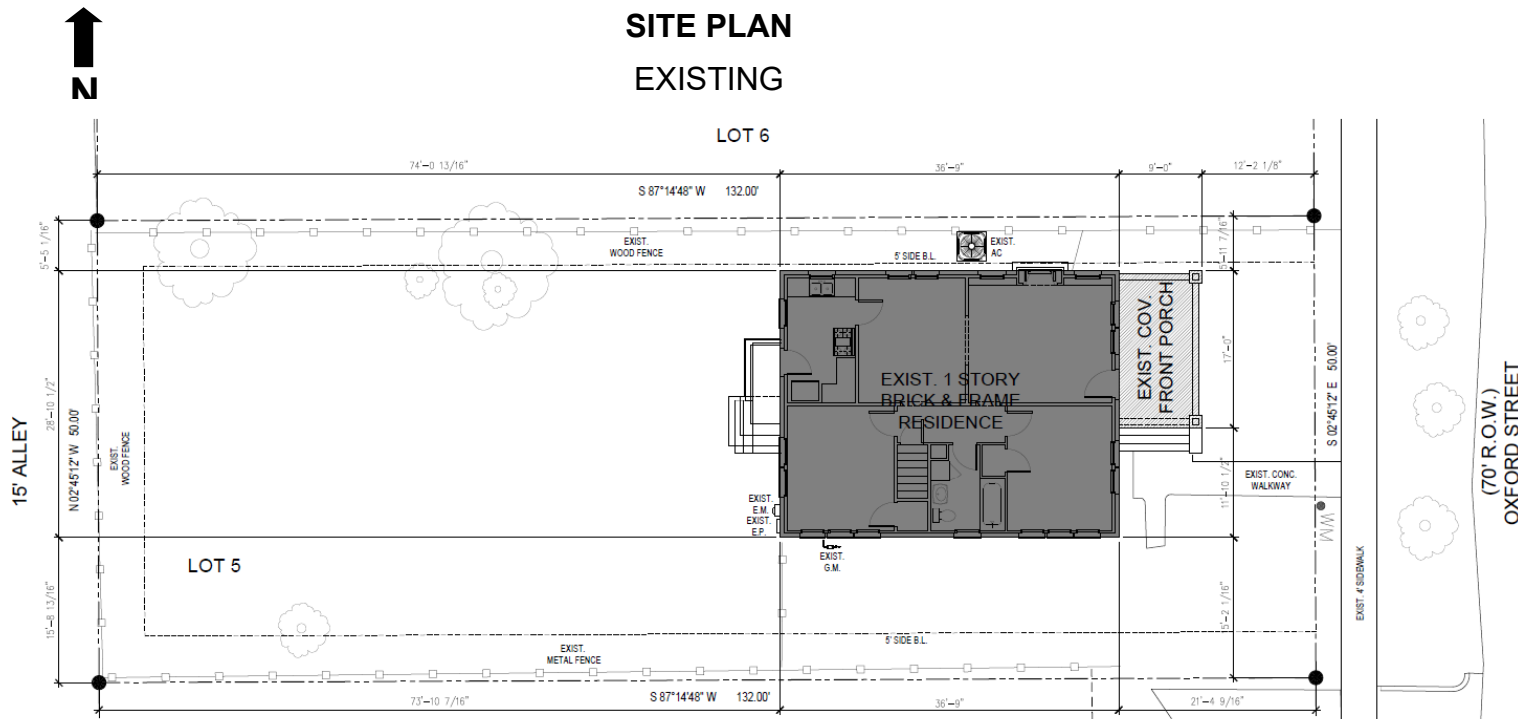 N
SITE PLAN
EXISTING
LOT 6
74'-0 13/16"
36'-9"
9'-0"
12'-2 1/8"
S 87°14'48" W 132.00'
5'-5 1/16"
EXIST.
WOOD FENCE
5' SIDE B.L.
EXIST.
AC
5'-11 7/16"
15' ALLEY
28'-10 1/2"
N 02°45'12" W 50.00'
EXIST.
WOOD FENCE
EXIST. 1 STORY
BRICK & FRAME
RESIDENCE
EXIST. COV.
FRONT PORCH
17'-0"
S 02°45'12" E 50.00'
(70' R.O.W.)
OXFORD STREET
EXIST. CONC.
WALKWAY
11'-10 1/2"
WM
EXIST.
E.M.
EXIST.
E.P.
EXIST.
G.M.
LOT 5
15'-8 13/16"
5'-2 1/16"
EXIST. 4' SIDEWALK
5' SIDE B.L.
EXIST.
METAL FENCE
S 87°14'48" W 132.00'
73'-10 7/16"
36'-9"
21'-4 9/16"